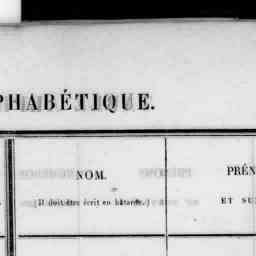 PHABÉTIQUE.
NOM.
PRÉN
(Il doit être écrit en bâtarde.)
ET SU